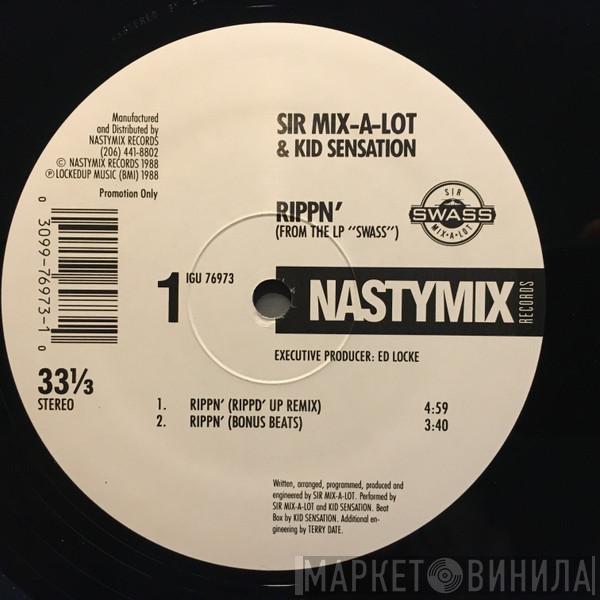 Manufactured
and Distributed by
NASTYMIX RECORDS
(206) 441-8802
© NASTYMIX RECORDS 1988
Ⓟ LOCKEDUP MUSIC (BMI) 1988
Promotion Only
0 3099-76973-1 0
SIR MIX-A-LOT
& KID SENSATION
RIPPN'
(FROM THE LP "SWASS")
SIR
SWASS
MIX•A•LOT
1
IGU 76973
NASTYMIX
RECORDS
EXECUTIVE PRODUCER: ED LOCKE
33⅓
STEREO
1. RIPPN' (RIPPD' UP REMIX) 4:59
2. RIPPN' (BONUS BEATS) 3:40
Written, arranged, programmed, produced and
engineered by SIR MIX-A-LOT. Performed by
SIR MIX-A-LOT and KID SENSATION. Beat
Box by KID SENSATION. Additional en-
gineering by TERRY DATE.
МАРКЕТ ВИНИЛА